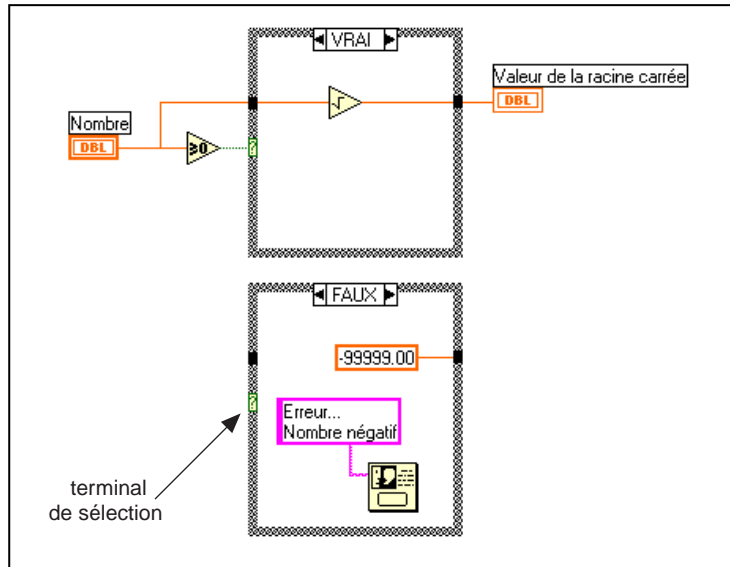 VRAI
Valeur de la racine carrée
DBL
Nombre
DBL
≥0
?
√
FAUX
-99999.00
?
Erreur...
Nombre négatif
terminal
de sélection